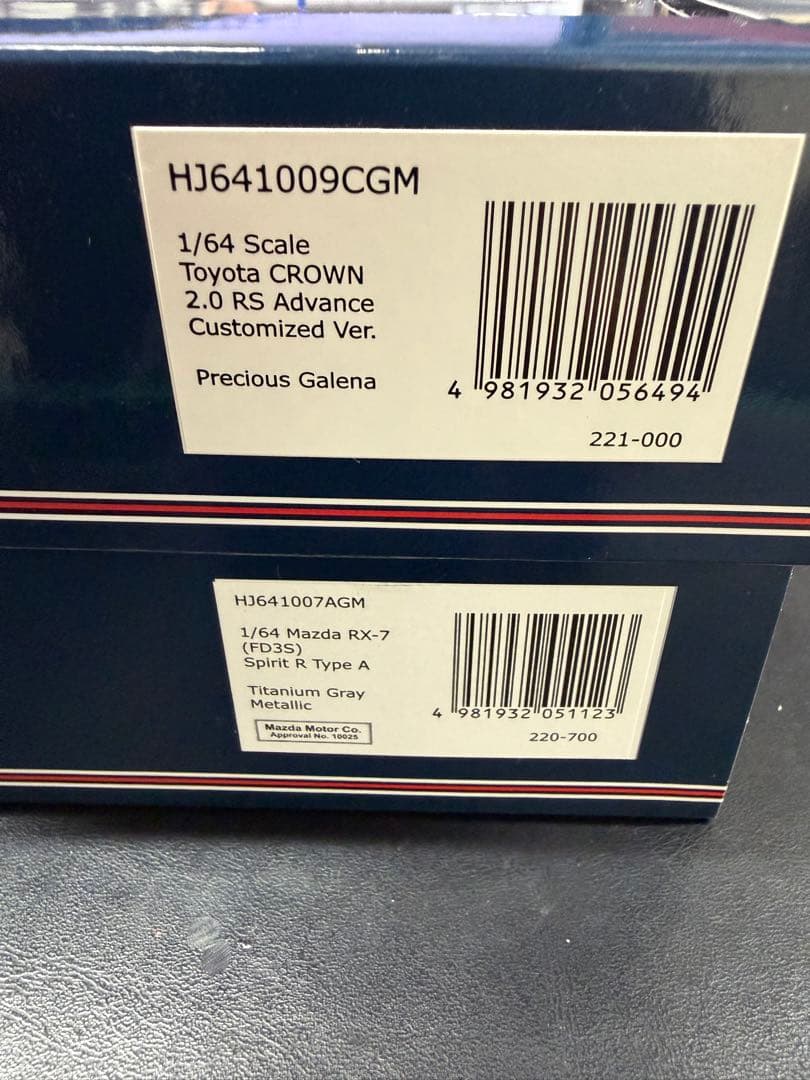 HJ641009CGM
1/64 Scale
Toyota CROWN
2.0 RS Advance
Customized Ver.
Precious Galena
4 981932 056494
221-000
HJ641007AGM
1/64 Mazda RX-7
(FD3S)
Spirit R Type A
Titanium Gray
Metallic
Mazda Motor Co.
Approval No. 10025
4 981932 051123
220-700